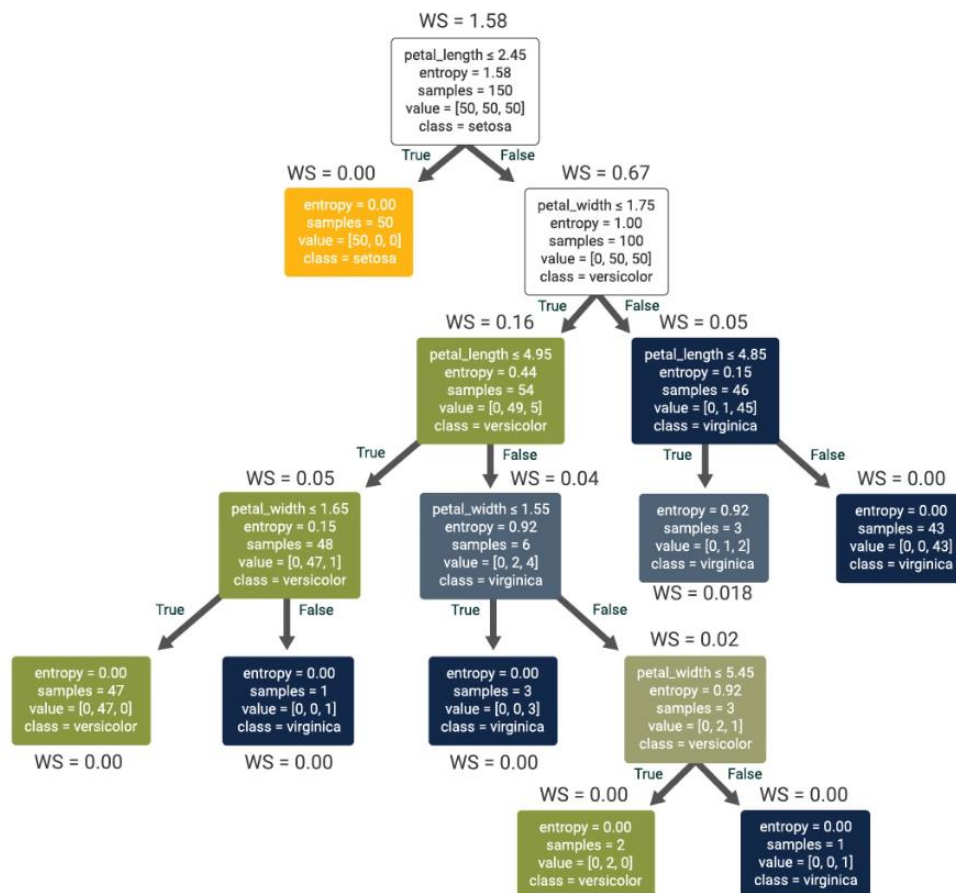 WS = 1.58
petal_length ≤ 2.45
entropy = 1.58
samples = 150
value = [50, 50, 50]
class = setosa
True
False
WS = 0.00
entropy = 0.00
samples = 50
value = [50, 0, 0]
class = setosa
WS = 0.67
petal_width ≤ 1.75
entropy = 1.00
samples = 100
value = [0, 50, 50]
class = versicolor
True
False
WS = 0.16
petal_length ≤ 4.95
entropy = 0.44
samples = 54
value = [0, 49, 5]
class = versicolor
WS = 0.05
petal_length ≤ 4.85
entropy = 0.15
samples = 46
value = [0, 1, 45]
class = virginica
True
False
True
False
WS = 0.05
petal_width ≤ 1.65
entropy = 0.15
samples = 48
value = [0, 47, 1]
class = versicolor
WS = 0.04
petal_width ≤ 1.55
entropy = 0.92
samples = 6
value = [0, 2, 4]
class = virginica
entropy = 0.92
samples = 3
value = [0, 1, 2]
class = virginica
WS = 0.018
WS = 0.00
entropy = 0.00
samples = 43
value = [0, 0, 43]
class = virginica
True
False
True
False
entropy = 0.00
samples = 47
value = [0, 47, 0]
class = versicolor
WS = 0.00
entropy = 0.00
samples = 1
value = [0, 0, 1]
class = virginica
WS = 0.00
entropy = 0.00
samples = 3
value = [0, 0, 3]
class = virginica
WS = 0.00
WS = 0.02
petal_width ≤ 5.45
entropy = 0.92
samples = 3
value = [0, 2, 1]
class = versicolor
True
False
WS = 0.00
entropy = 0.00
samples = 2
value = [0, 2, 0]
class = versicolor
WS = 0.00
entropy = 0.00
samples = 1
value = [0, 0, 1]
class = virginica